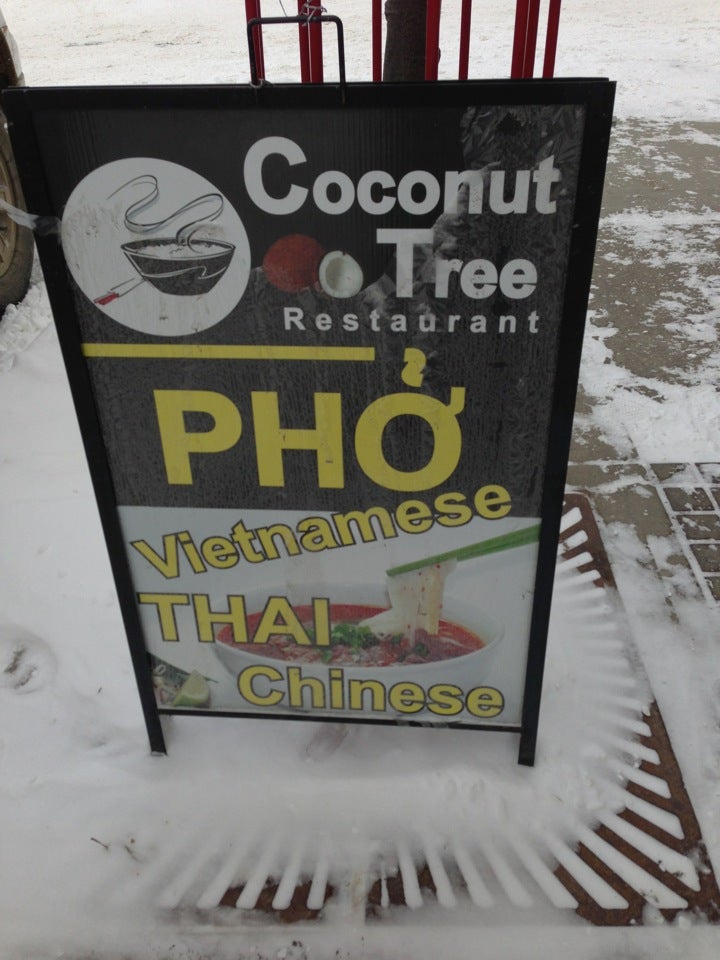 Coconut
Tree
Restaurant
PHỞ
Vietnamese
THAI
Chinese